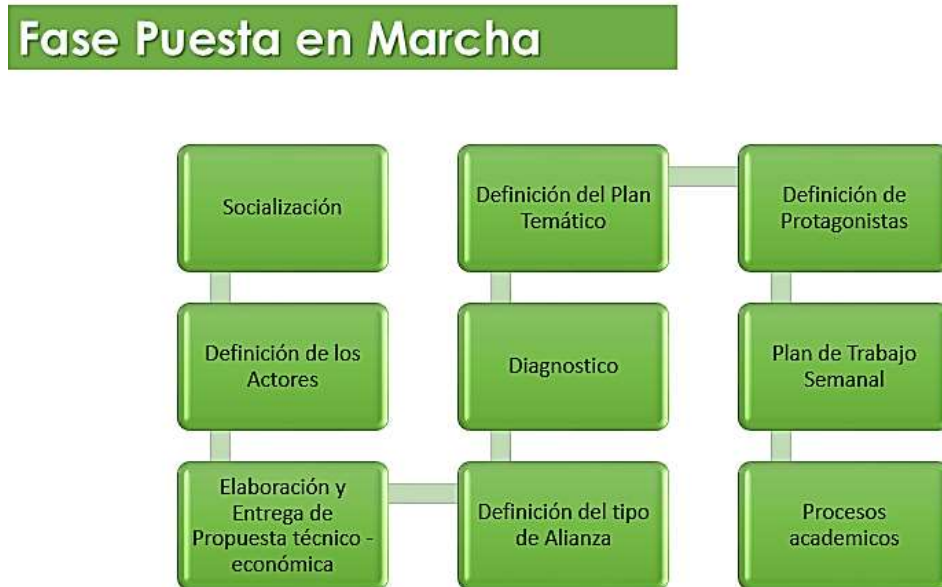 Fase Puesta en Marcha
Socialización
Definición de los
Actores
Elaboración y
Entrega de
Propuesta técnico -
económica
Definición del tipo
de Alianza
Diagnostico
Definición del Plan
Temático
Definición de
Protagonistas
Plan de Trabajo
Semanal
Procesos
academicos